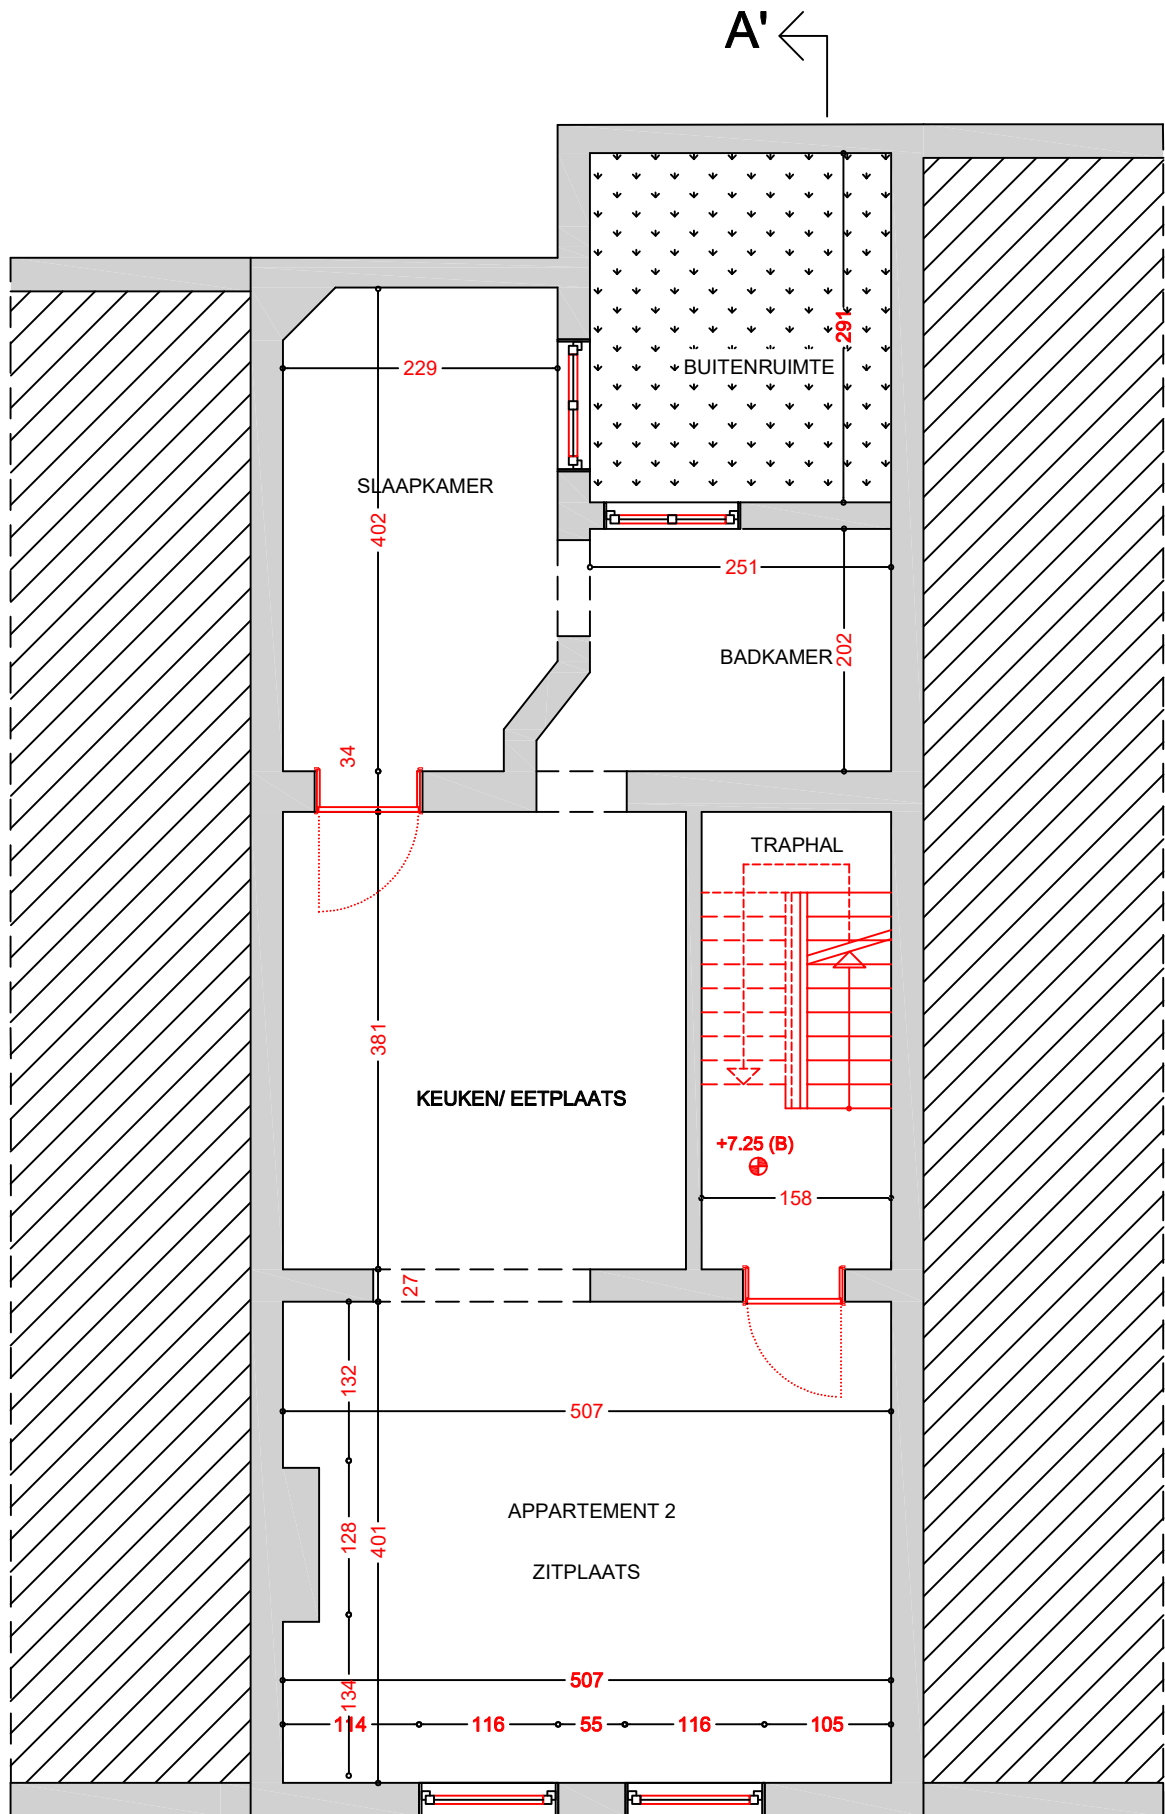 A'
291
BUITENRUIMTE
229
SLAAPKAMER
402
251
BADKAMER
202
34
TRAPHAL
381
KEUKEN/ EETPLAATS
+7.25 (B)
158
27
132
507
APPARTEMENT 2
128
401
ZITPLAATS
507
134
114
116
55
116
105